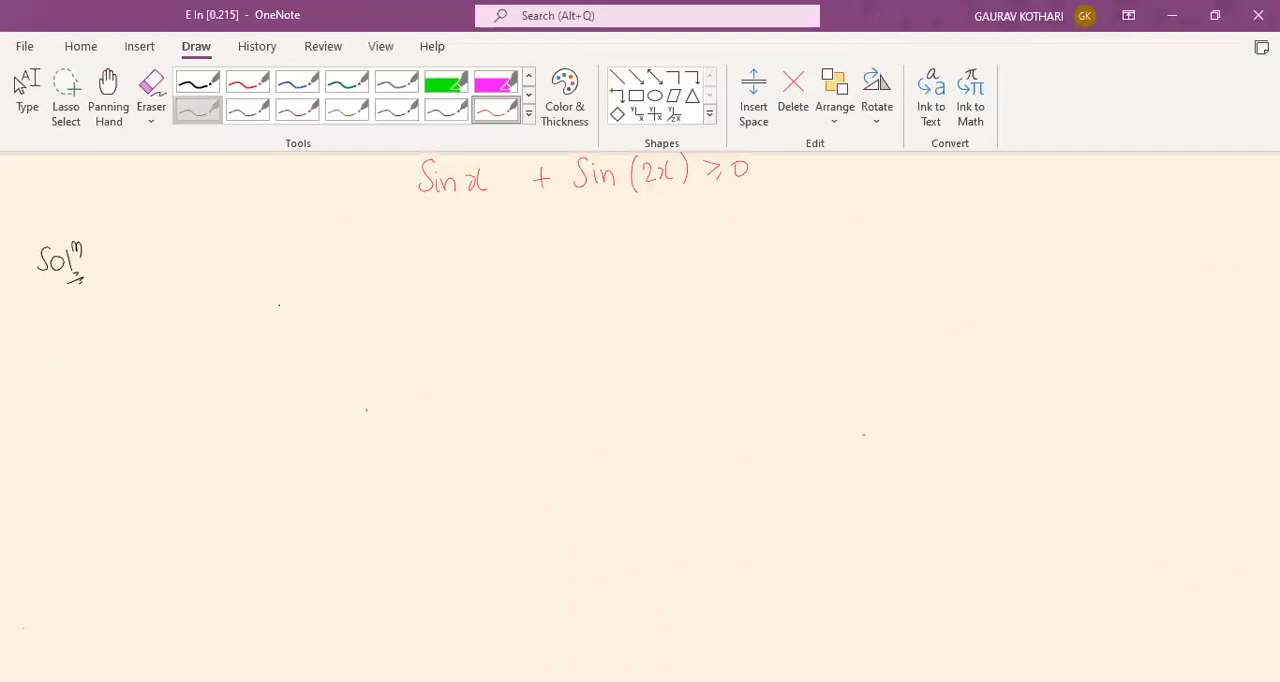 E ln [0.215] - OneNote
Search (Alt+Q)
GAURAV KOTHARI
GK
File Home Insert Draw History Review View Help
Type
Lasso Select
Panning Hand
Eraser
Color & Thickness
Insert Space
Delete
Arrange
Rotate
Ink to Text
Ink to Math
Tools
Shapes
Edit
Convert
Sin x + Sin (2x) ⩾ 0
Solⁿ